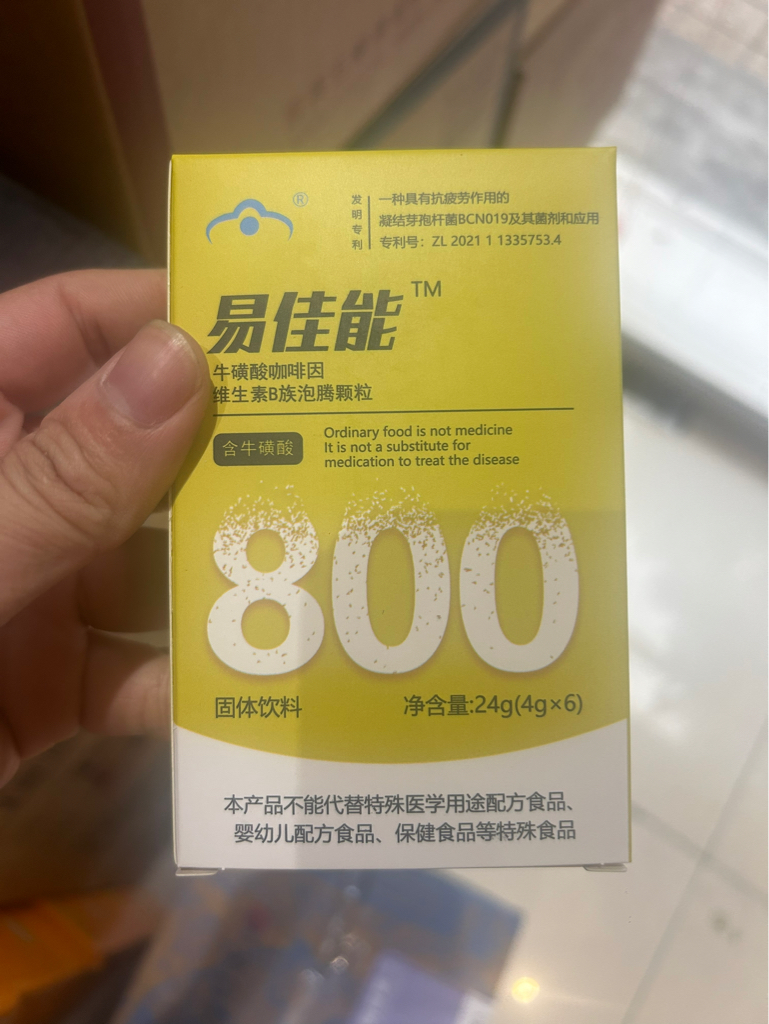 ®
发明专利
一种具有抗疲劳作用的
凝结芽孢杆菌BCN019及其菌剂和应用
专利号：ZL 2021 1 1335753.4
易佳能™
牛磺酸咖啡因
维生素B族泡腾颗粒
含牛磺酸
Ordinary food is not medicine
It is not a substitute for
medication to treat the disease
800
固体饮料
净含量:24g(4g×6)
本产品不能代替特殊医学用途配方食品、
婴幼儿配方食品、保健食品等特殊食品